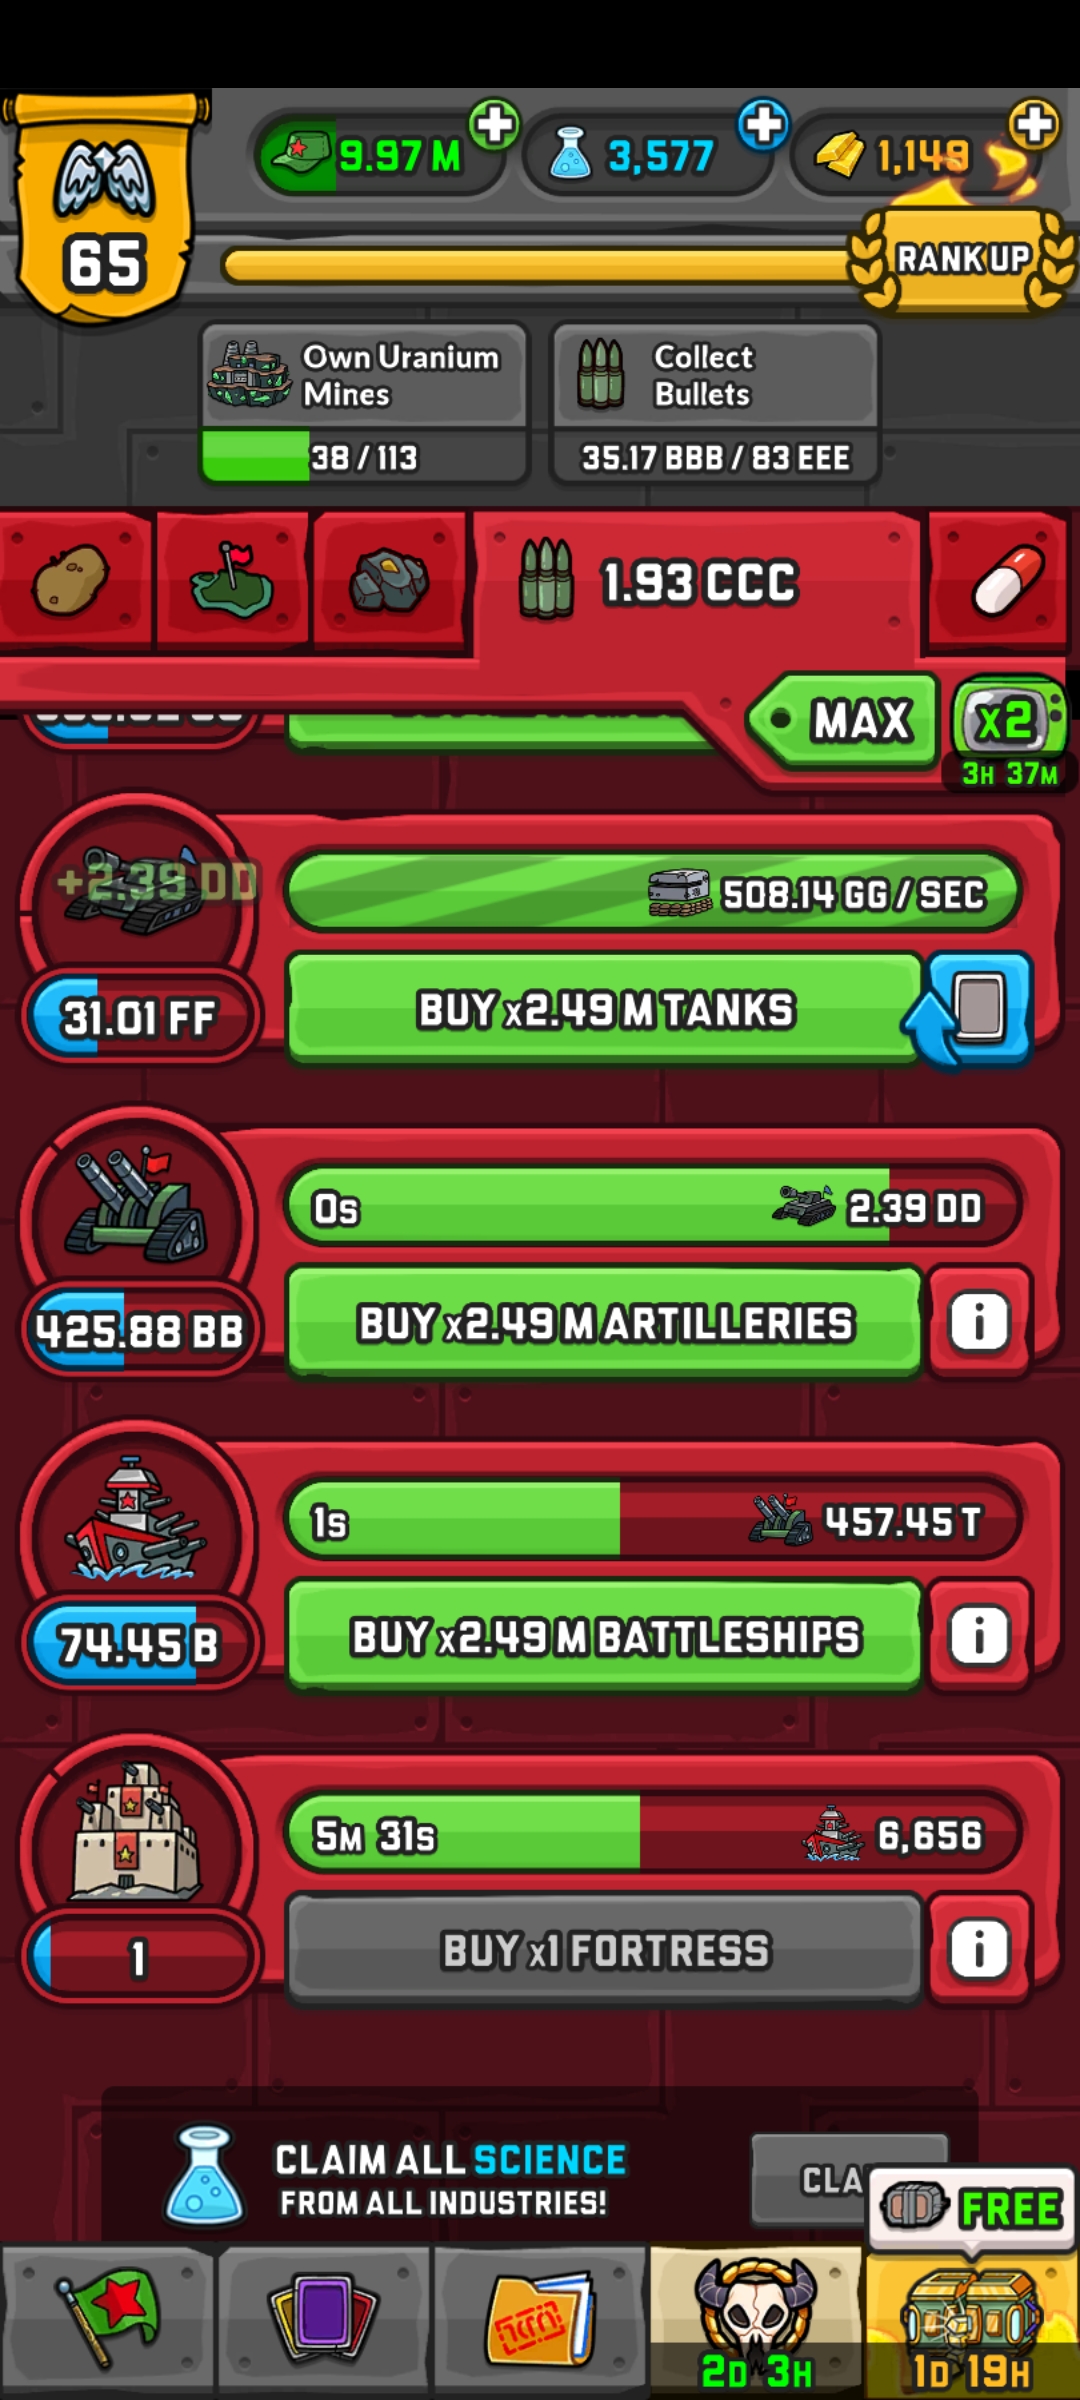 65
9.97 M
3,577
1,149
RANK UP
Own Uranium
Mines
38 / 113
Collect
Bullets
35.17 BBB / 83 EEE
1.93 CCC
MAX
x2
3H 37M
+2.39 DD
508.14 GG / SEC
31.01 FF
BUY x2.49 M TANKS
0s
2.39 DD
425.88 BB
BUY x2.49 M ARTILLERIES
i
1s
457.45 T
74.45 B
BUY x2.49 M BATTLESHIPS
i
5M 31s
6,656
1
BUY x1 FORTRESS
i
CLAIM ALL SCIENCE
FROM ALL INDUSTRIES!
CLA
FREE
2D 3H
1D 19H